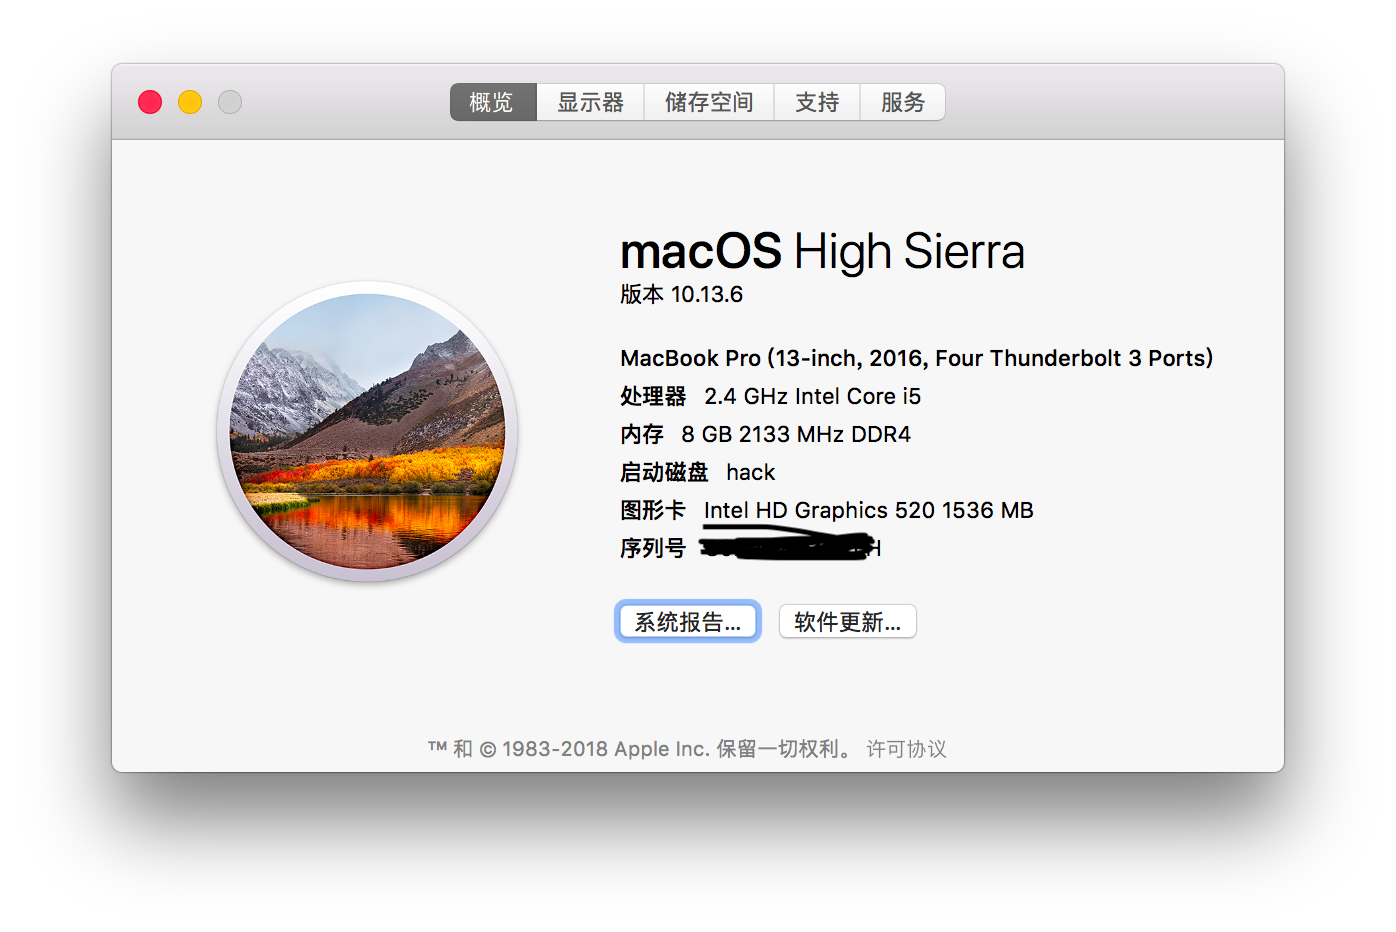 概览 显示器 储存空间 支持 服务
macOS High Sierra
版本 10.13.6
MacBook Pro (13-inch, 2016, Four Thunderbolt 3 Ports)
处理器 2.4 GHz Intel Core i5
内存 8 GB 2133 MHz DDR4
启动磁盘 hack
图形卡 Intel HD Graphics 520 1536 MB
序列号
系统报告... 软件更新...
™ 和 © 1983-2018 Apple Inc. 保留一切权利。 许可协议